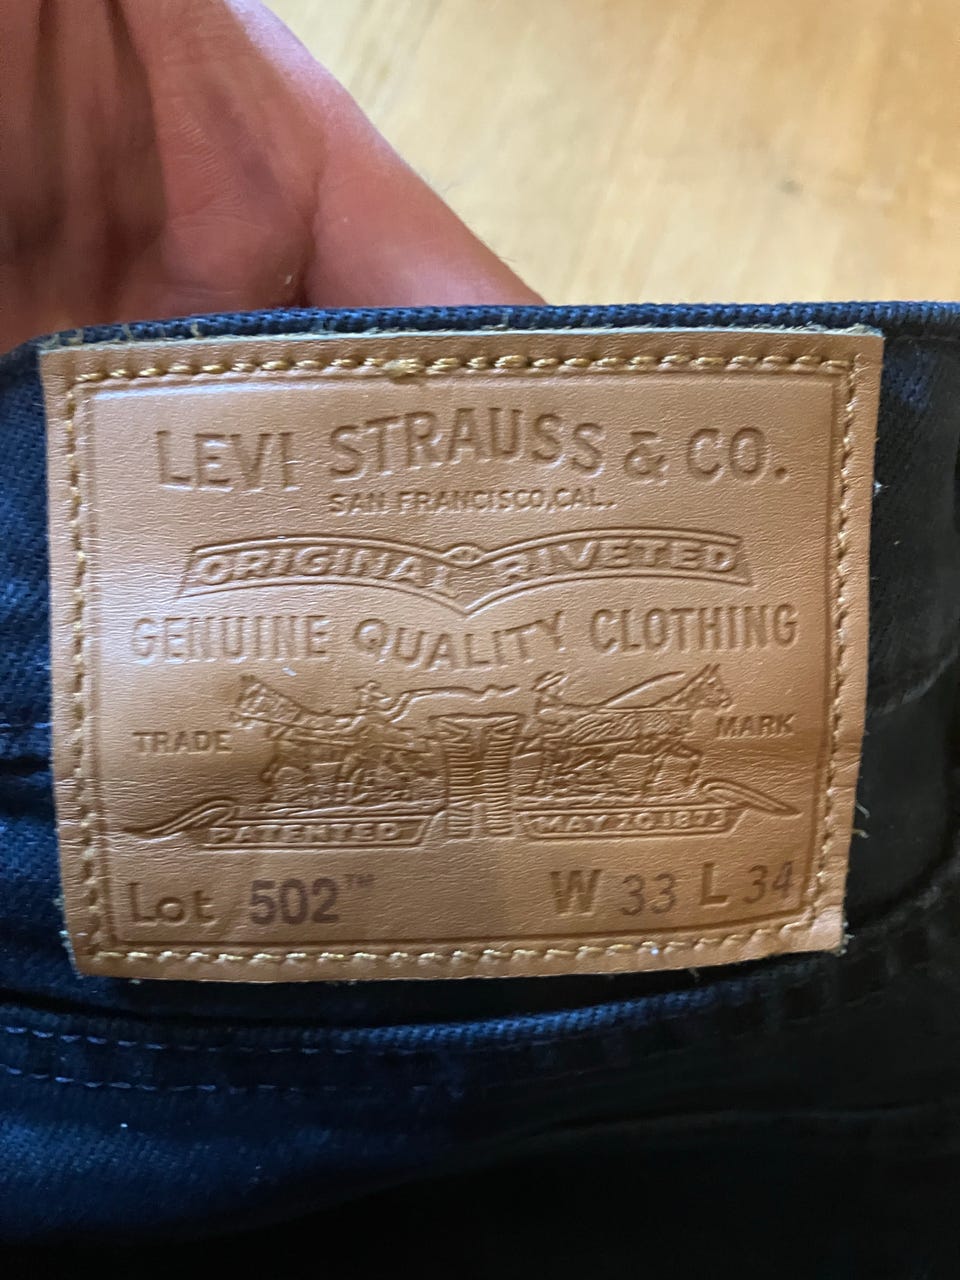 LEVI STRAUSS & CO.
SAN FRANCISCO, CAL.
ORIGINAL RIVETED
GENUINE QUALITY CLOTHING
TRADE MARK
PATENTED MAY 20 1873
Lot 502™ W 33 L 34